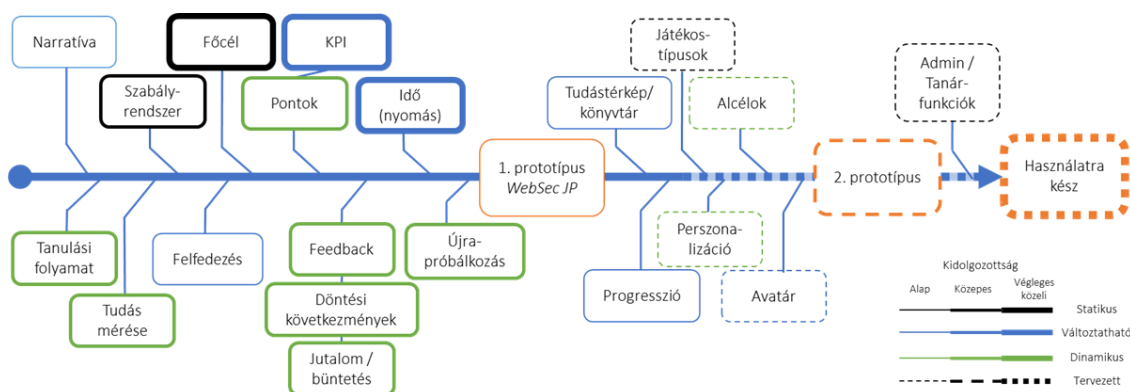 Narratíva
Szabály-
rendszer
Főcél
Pontok
KPI
Idő
(nyomás)
1. prototípus
WebSec JP
Tudástérkép/
könyvtár
Játékos-
típusok
Alcélok
2. prototípus
Admin /
Tanár-
funkciók
Használatra
kész
Tanulási
folyamat
Tudás
mérése
Felfedezés
Feedback
Döntési
következmények
Jutalom /
büntetés
Újra-
próbálkozás
Progresszió
Perszona-
lizáció
Avatár
Kidolgozottság
Alap
Közepes
Végleges
közeli
Statikus
Változtatható
Dinamikus
Tervezett